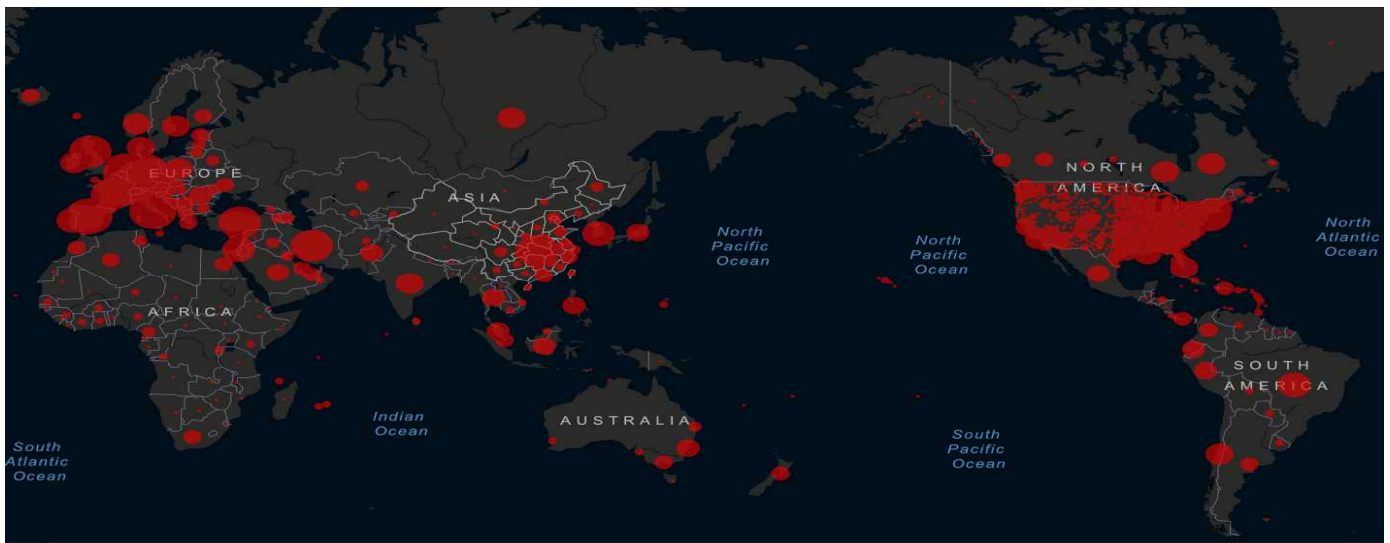 EUROPE
ASIA
AFRICA
North
Pacific
Ocean
North
Pacific
Ocean
NORTH
AMERICA
North
Atlantic
Ocean
Indian
Ocean
AUSTRALIA
South
Atlantic
Ocean
South
Pacific
Ocean
SOUTH
AMERICA